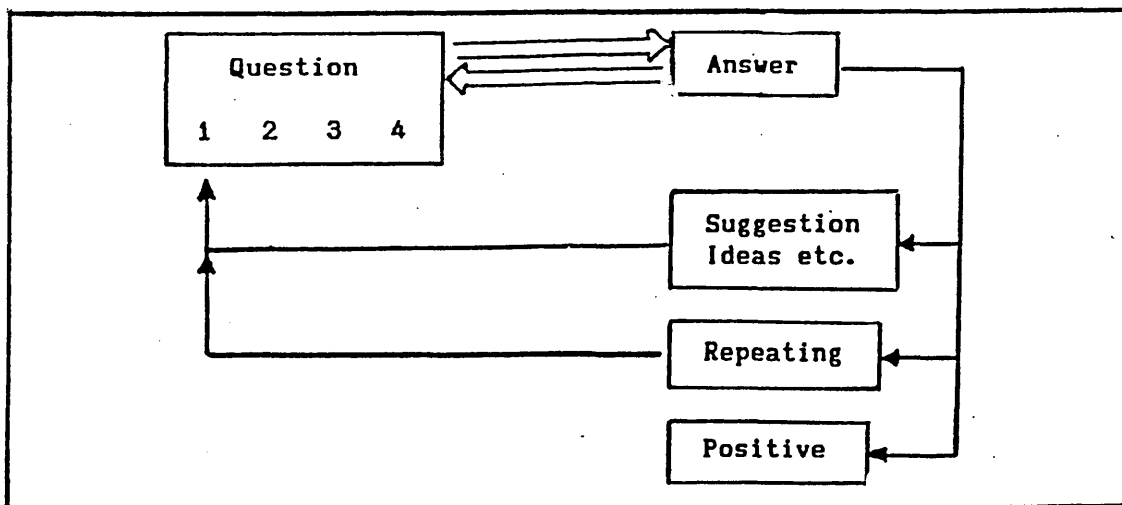 Question
1 2 3 4
Answer
Suggestion
Ideas etc.
Repeating
Positive